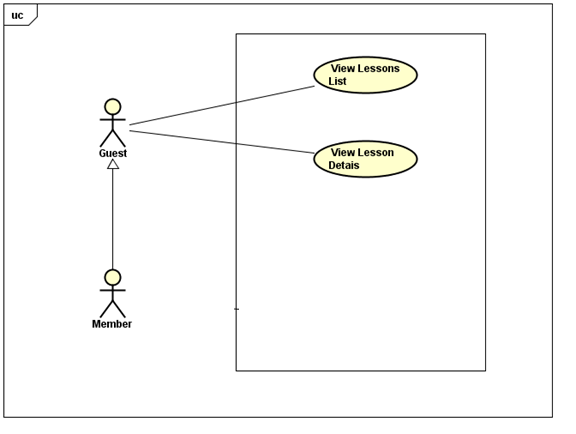 uc
View Lessons
List
Guest
View Lesson
Detais
Member